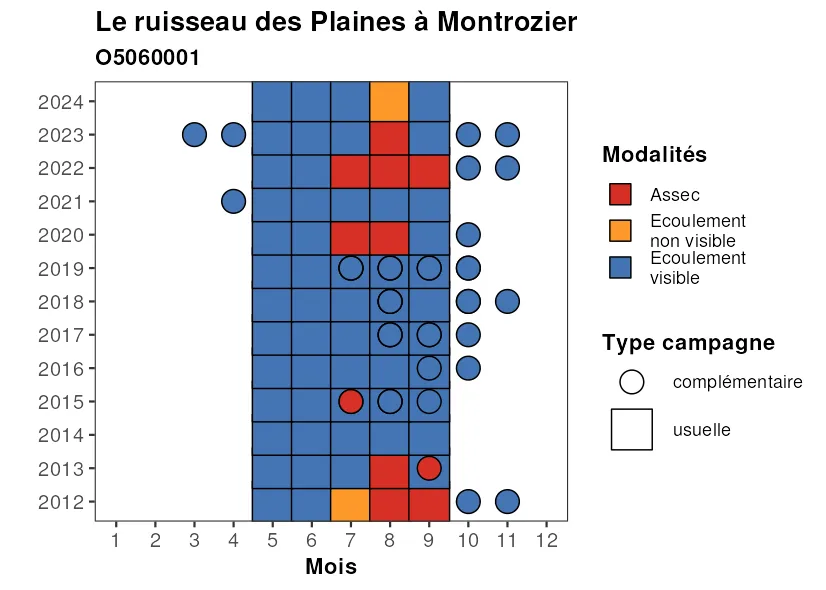 Le ruisseau des Plaines à Montrozier
O5060001
2024
2023
2022
2021
2020
2019
2018
2017
2016
2015
2014
2013
2012
1 2 3 4 5 6 7 8 9 10 11 12
Mois
Modalités
Assec
Ecoulement
non visible
Ecoulement
visible
Type campagne
complémentaire
usuelle